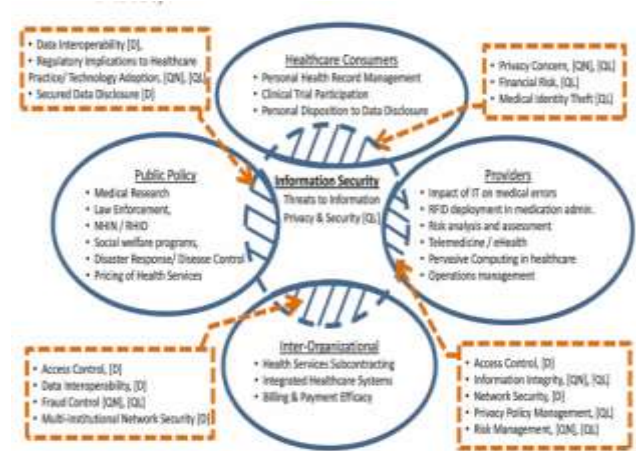 • Data Interoperability [D],
• Regulatory Implications to Healthcare
Practice/ Technology Adoption, [QN], [QL]
• Secured Data Disclosure [D]
Healthcare Consumers
• Personal Health Record Management
• Clinical Trial Participation
• Personal Disposition to Data Disclosure
• Privacy Concern, [QN], [QL]
• Financial Risk, [QL]
• Medical Identity Theft [QL]
Public Policy
• Medical Research
• Law Enforcement,
• NHIN / RHIO
• Social welfare programs,
• Disaster Response/ Disease Control
• Pricing of Health Services
Information Security
Threats to Information
Privacy & Security [QL]
Providers
• Impact of IT on medical errors
• RFID deployment in medication admin.
• Risk analysis and assessment
• Telemedicine / eHealth
• Pervasive Computing in healthcare
• Operations management
Inter-Organizational
• Health Services Subcontracting
• Integrated Healthcare Systems
• Billing & Payment Efficacy
• Access Control, [D]
• Data Interoperability, [D]
• Fraud Control [QN], [QL]
• Multi-Institutional Network Security [D]
• Access Control, [D]
• Information Integrity, [QN], [QL]
• Network Security, [D]
• Privacy Policy Management, [QL]
• Risk Management, [QN], [QL]